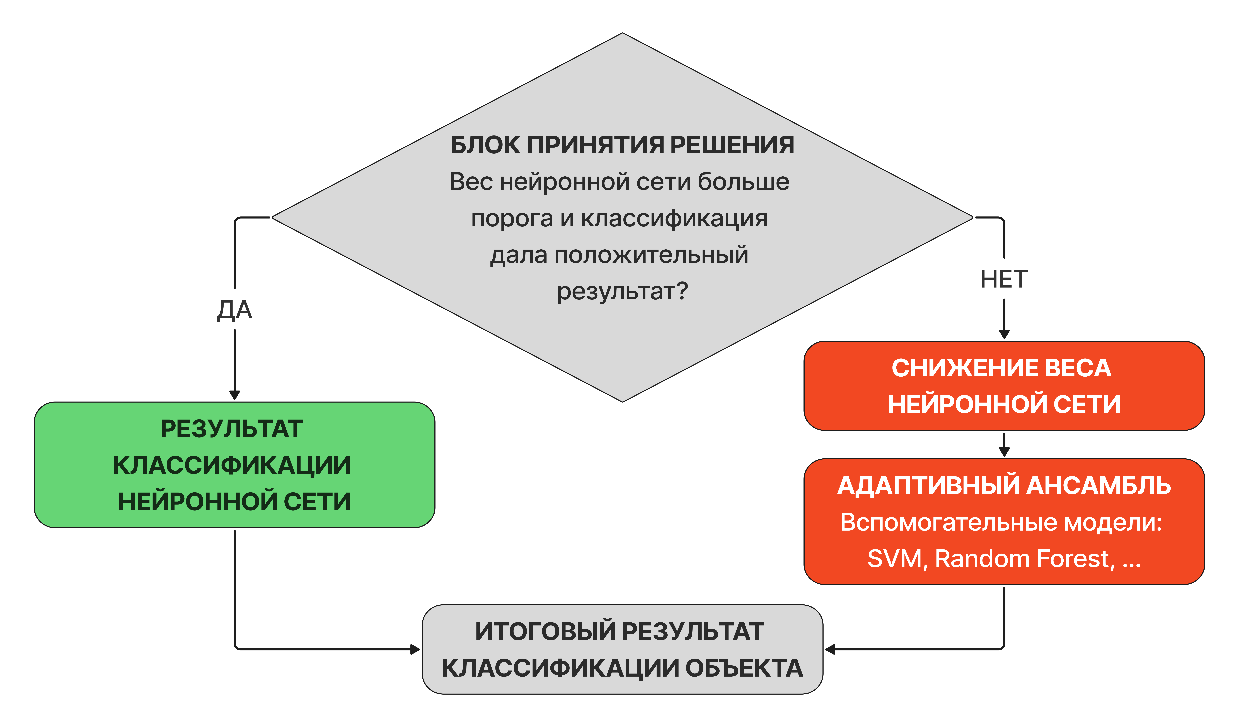 БЛОК ПРИНЯТИЯ РЕШЕНИЯ
Вес нейронной сети больше
порога и классификация
дала положительный
результат?
ДА
НЕТ
РЕЗУЛЬТАТ
КЛАССИФИКАЦИИ
НЕЙРОННОЙ СЕТИ
СНИЖЕНИЕ ВЕСА
НЕЙРОННОЙ СЕТИ
АДАПТИВНЫЙ АНСАМБЛЬ
Вспомогательные модели:
SVM, Random Forest, ...
ИТОГОВЫЙ РЕЗУЛЬТАТ
КЛАССИФИКАЦИИ ОБЪЕКТА